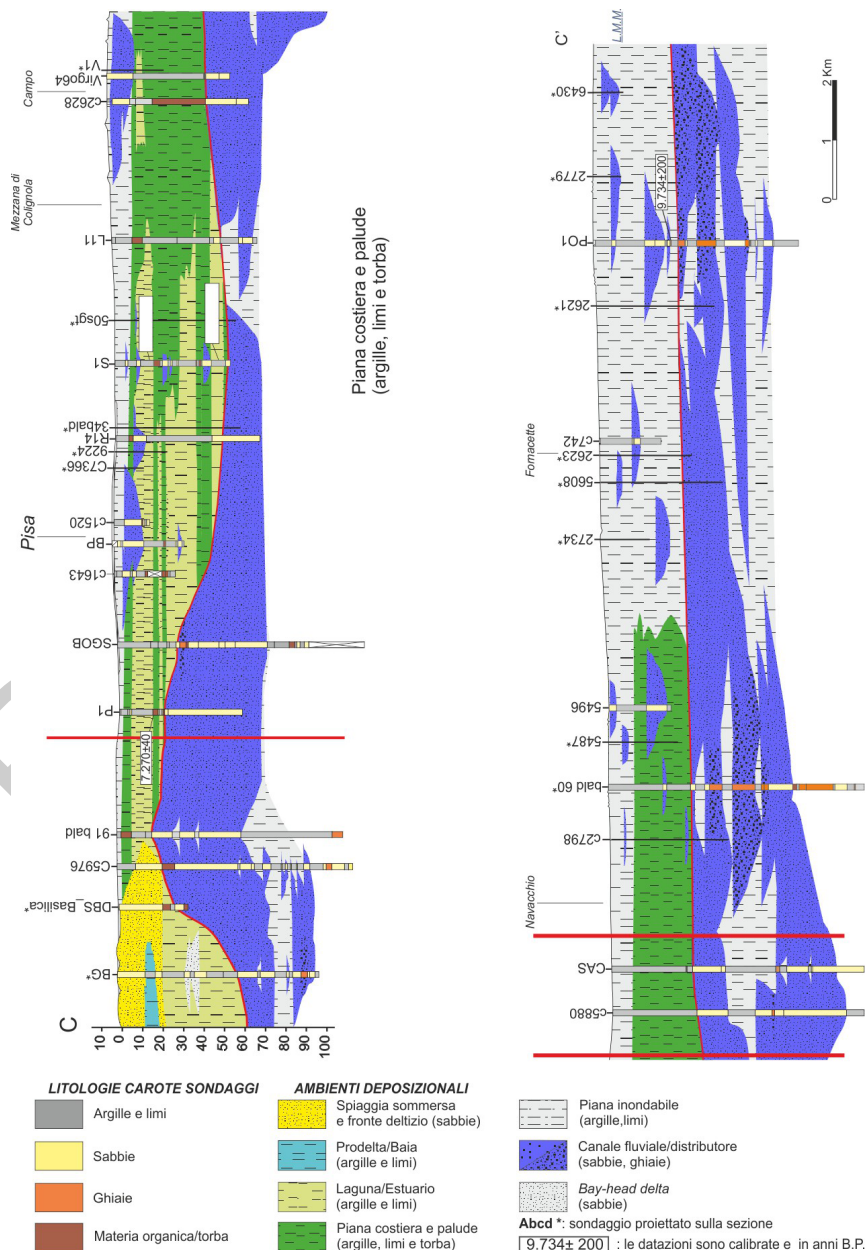 Campo
Mezzana di
Colignola
Pisa
V1*
Virgo64
c2628
L11
50sgt*
S1
34bald*
R14
9224*
C7366*
c1520
BP
c1643
SGOB
P1
91 bald
C5976
DBS_Basilica*
BG*
C
7.270±40
10
0
10
20
30
40
50
60
70
80
90
100
Piana costiera e palude
(argille, limi e torba)
C'
L.M.M.
6430*
2779*
9.734±200
PO1
2621*
Fornacette
c742
2623*
5608*
2734*
5496
5487*
bald 60*
c2798
Navacchio
CAS
c5880
0
1
2 Km
LITOLOGIE CAROTE SONDAGGI
Argille e limi
Sabbie
Ghiaie
Materia organica/torba
AMBIENTI DEPOSIZIONALI
Spiaggia sommersa
e fronte deltizio (sabbie)
Prodelta/Baia
(argille e limi)
Laguna/Estuario
(argille e limi)
Piana costiera e palude
(argille, limi e torba)
Piana inondabile
(argille,limi)
Canale fluviale/distributore
(sabbie, ghiaie)
Bay-head delta
(sabbie)
Abcd *: sondaggio proiettato sulla sezione
9.734± 200 : le datazioni sono calibrate e in anni B.P.